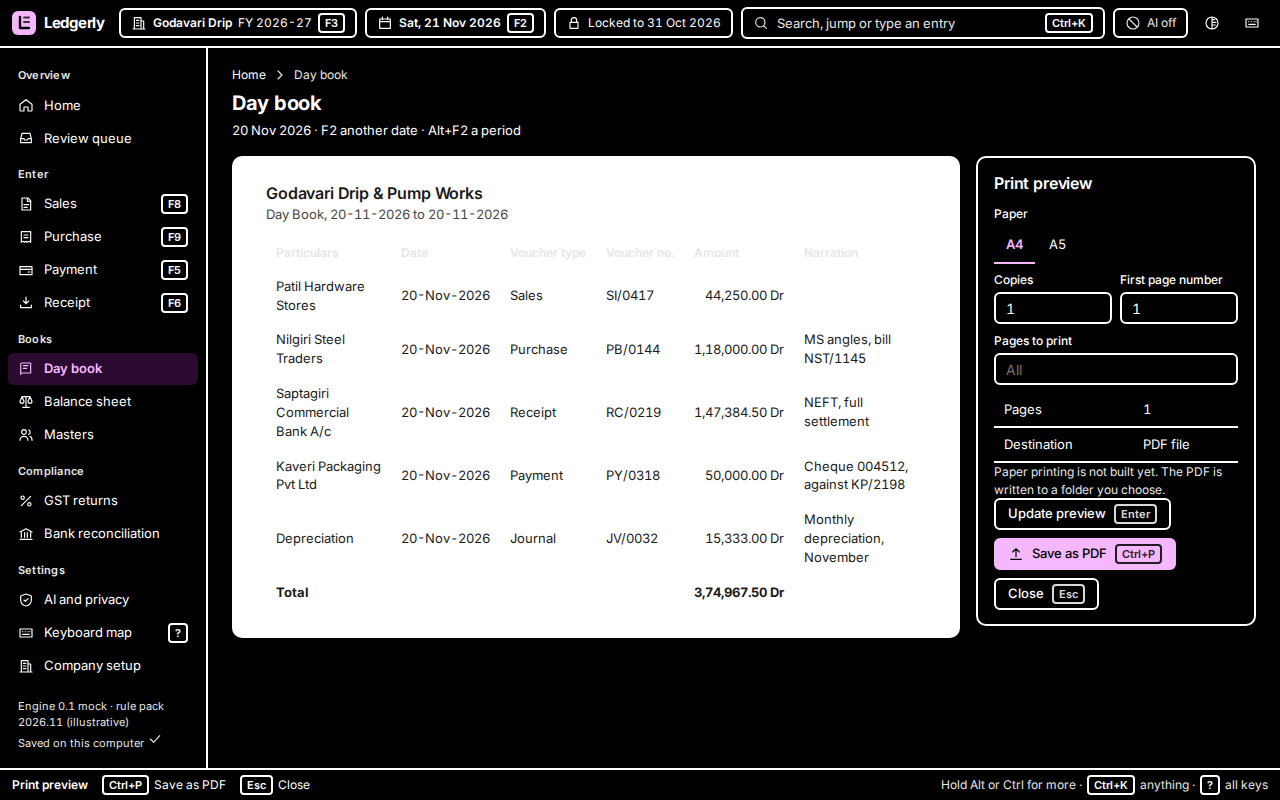 Ledgerly
Godavari Drip FY 2026-27 F3
Sat, 21 Nov 2026 F2
Locked to 31 Oct 2026
Search, jump or type an entry Ctrl+K
AI off
Overview
Home
Review queue
Enter
Sales F8
Purchase F9
Payment F5
Receipt F6
Books
Day book
Balance sheet
Masters
Compliance
GST returns
Bank reconciliation
Settings
AI and privacy
Keyboard map ?
Company setup
Engine 0.1 mock · rule pack
2026.11 (illustrative)
Saved on this computer
Home Day book
Day book
20 Nov 2026 · F2 another date · Alt+F2 a period
Godavari Drip & Pump Works
Day Book, 20-11-2026 to 20-11-2026
Particulars Date Voucher type Voucher no. Amount Narration
Patil Hardware
Stores 20-Nov-2026 Sales SI/0417 44,250.00 Dr
Nilgiri Steel
Traders 20-Nov-2026 Purchase PB/0144 1,18,000.00 Dr MS angles, bill
NST/1145
Saptagiri
Commercial
Bank A/c 20-Nov-2026 Receipt RC/0219 1,47,384.50 Dr NEFT, full
settlement
Kaveri Packaging
Pvt Ltd 20-Nov-2026 Payment PY/0318 50,000.00 Dr Cheque 004512,
against KP/2198
Depreciation 20-Nov-2026 Journal JV/0032 15,333.00 Dr Monthly
depreciation,
November
Total 3,74,967.50 Dr
Print preview
Paper
A4 A5
Copies First page number
1 1
Pages to print
All
Pages 1
Destination PDF file
Paper printing is not built yet. The PDF is
written to a folder you choose.
Update preview Enter
Save as PDF Ctrl+P
Close Esc
Print preview Ctrl+P Save as PDF Esc Close
Hold Alt or Ctrl for more · Ctrl+K anything · ? all keys